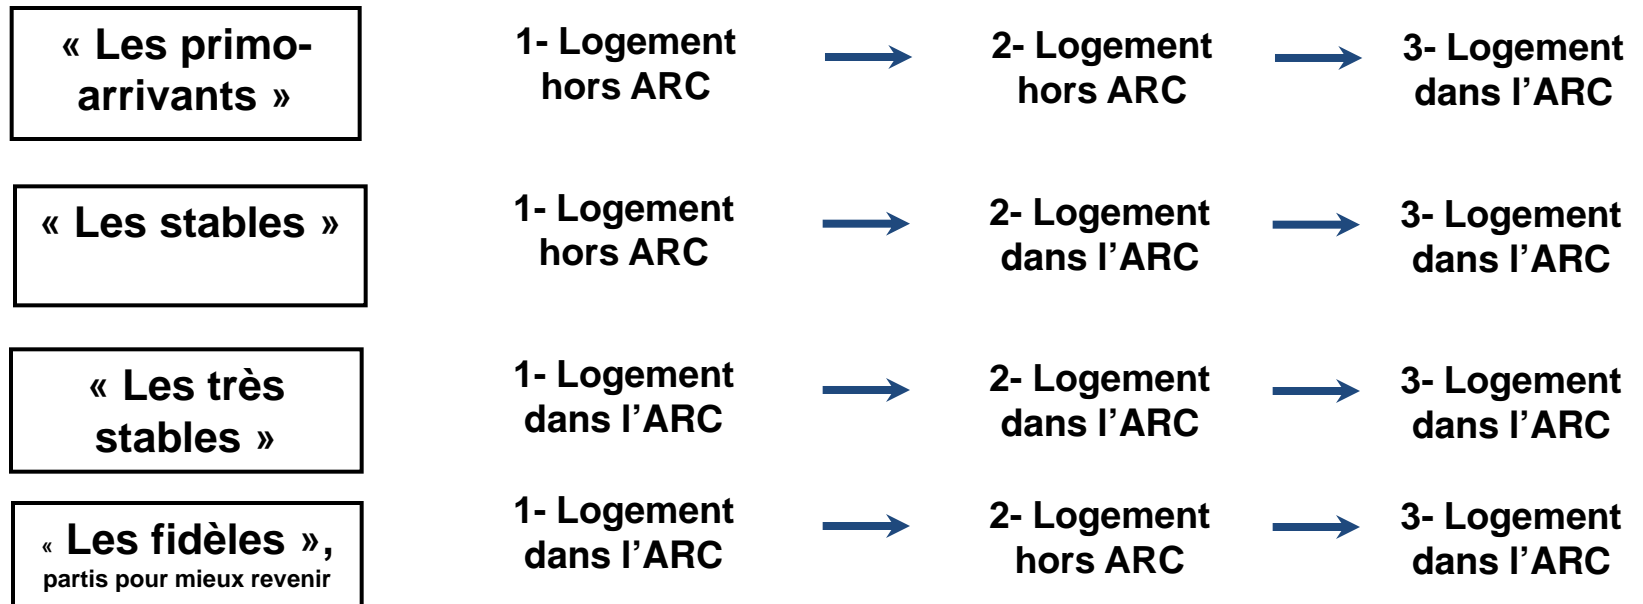 « Les primo-
arrivants »
1- Logement
hors ARC
2- Logement
hors ARC
3- Logement
dans l’ARC
« Les stables »
1- Logement
hors ARC
2- Logement
dans l’ARC
3- Logement
dans l’ARC
« Les très
stables »
1- Logement
dans l’ARC
2- Logement
dans l’ARC
3- Logement
dans l’ARC
« Les fidèles »,
partis pour mieux revenir
1- Logement
dans l’ARC
2- Logement
hors ARC
3- Logement
dans l’ARC